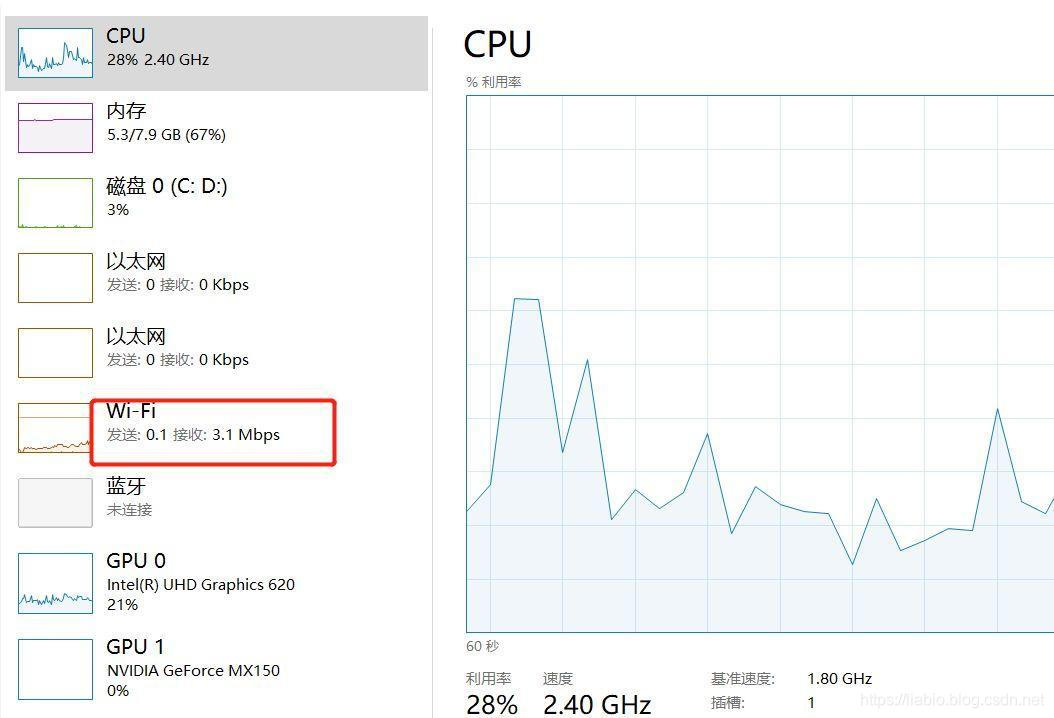 CPU
28% 2.40 GHz
内存
5.3/7.9 GB (67%)
磁盘 0 (C: D:)
3%
以太网
发送: 0 接收: 0 Kbps
以太网
发送: 0 接收: 0 Kbps
Wi-Fi
发送: 0.1 接收: 3.1 Mbps
蓝牙
未连接
GPU 0
Intel(R) UHD Graphics 620
21%
GPU 1
NVIDIA GeForce MX150
0%
CPU
% 利用率
60 秒
利用率 速度 基准速度: 1.80 GHz
28% 2.40 GHz 插槽: 1
https://liabio.blog.csdn.net